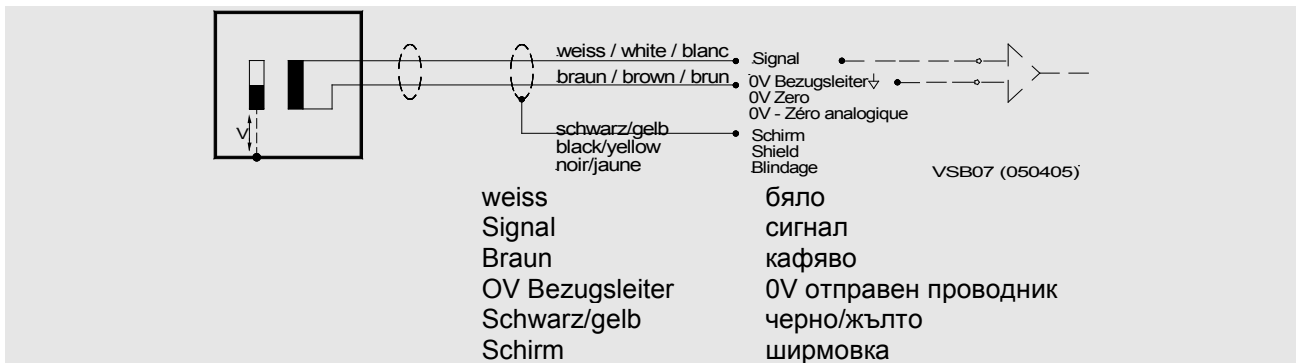 weiss / white / blanc
Signal
braun / brown / brun
0V Bezugsleiter
0V Zero
0V - Zéro analogique
V
schwarz/gelb
black/yellow
noir/jaune
Schirm
Shield
Blindage
VSB07 (050405)
weiss бяло
Signal сигнал
Braun кафяво
OV Bezugsleiter 0V отправен проводник
Schwarz/gelb черно/жълто
Schirm ширмовка